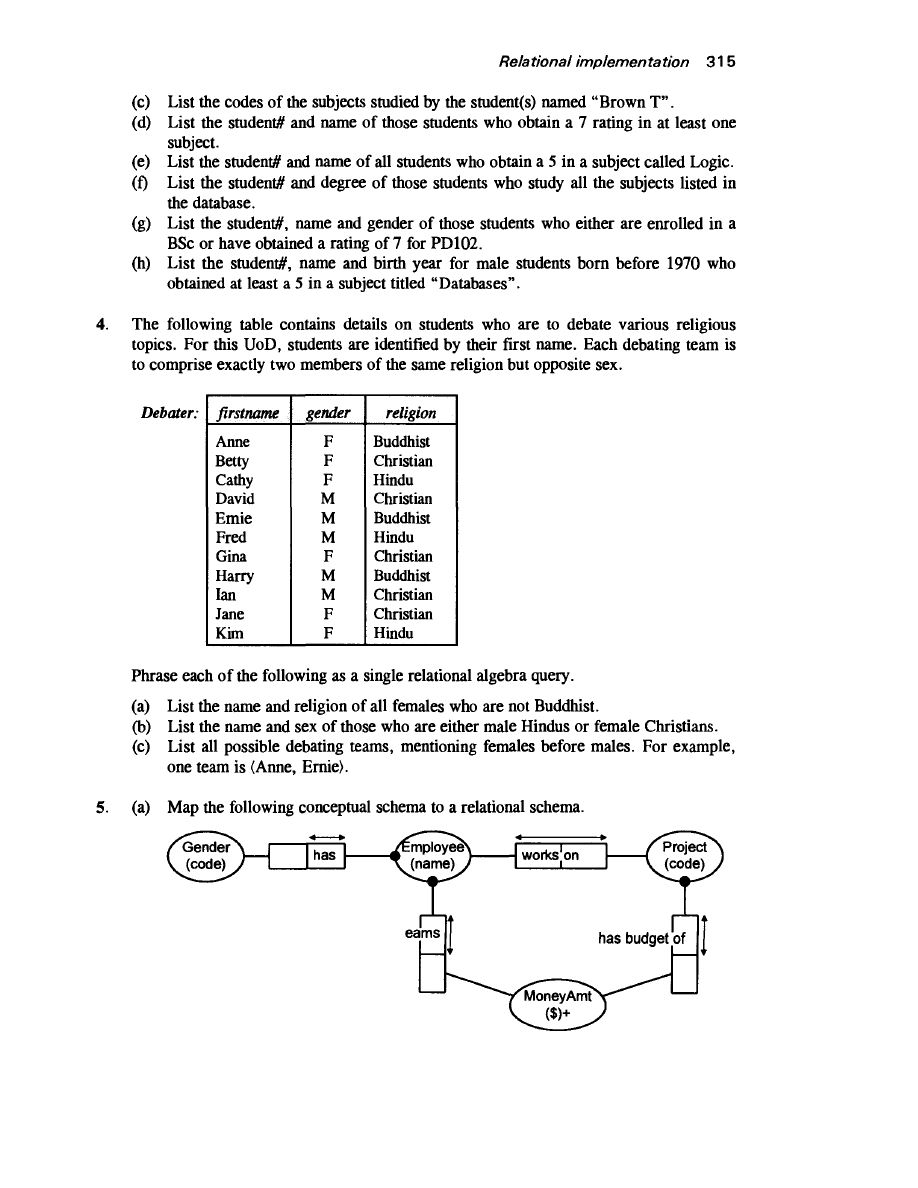 Relational implementation 315
(c) List the codes of the subjects studied by the student(s) named “Brown T”.
(d) List the student# and name of those students who obtain a 7 rating in at least one
subject.
(e) List the student# and name of all students who obtain a 5 in a subject called Logic.
(f) List the student# and degree of those students who study all the subjects listed in
the database.
(g) List the student#, name and gender of those students who either are enrolled in a
BSc or have obtained a rating of 7 for PD102.
(h) List the student#, name and birth year for male students born before 1970 who
obtained at least a 5 in a subject titled “Databases”.
4. The following table contains details on students who are to debate various religious
topics. For this UoD, students are identified by their first name. Each debating team is
to comprise exactly two members of the same religion but opposite sex.
Debater: firstname gender religion
Anne F Buddhist
Betty F Christian
Cathy F Hindu
David M Christian
Ernie M Buddhist
Fred M Hindu
Gina F Christian
Harry M Buddhist
Ian M Christian
Jane F Christian
Kim F Hindu
Phrase each of the following as a single relational algebra query.
(a) List the name and religion of all females who are not Buddhist.
(b) List the name and sex of those who are either male Hindus or female Christians.
(c) List all possible debating teams, mentioning females before males. For example,
one team is ⟨Anne, Ernie⟩.
5. (a) Map the following conceptual schema to a relational schema.
Gender
(code)
has
Employee
(name)
works on
Project
(code)
earns
has budget of
MoneyAmt
($)+